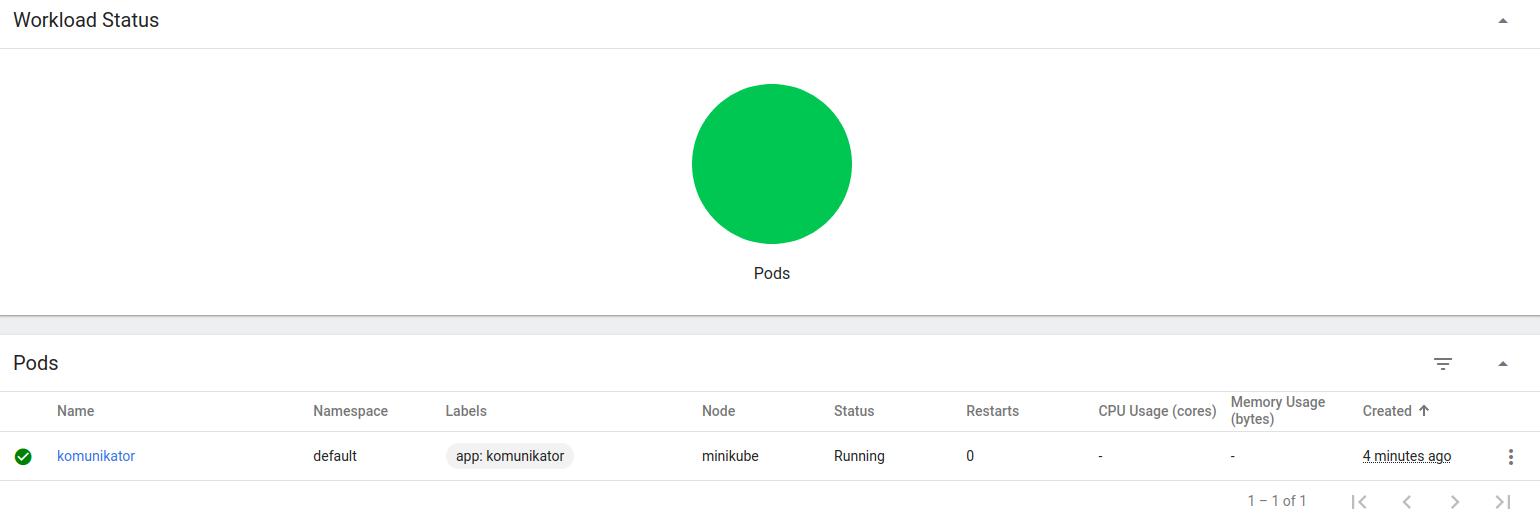 Workload Status
Pods
Pods
Name Namespace Labels Node Status Restarts CPU Usage (cores) Memory Usage (bytes) Created
komunikator default app: komunikator minikube Running 0 - - 4 minutes ago
1 – 1 of 1